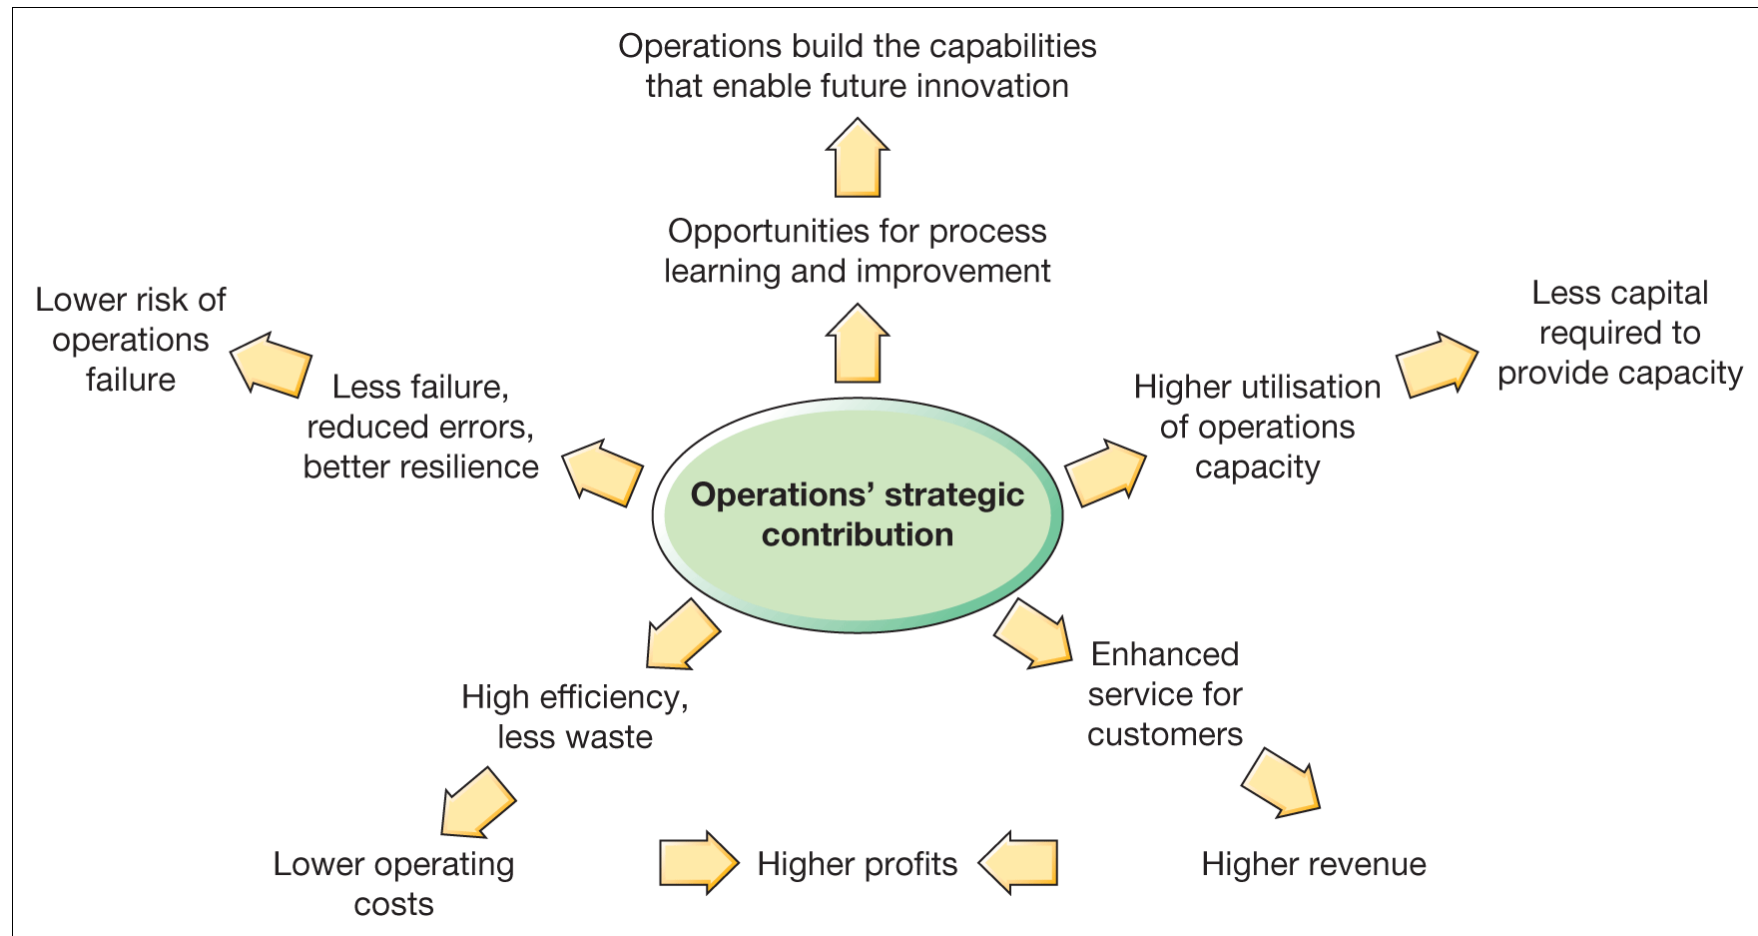 Operations build the capabilities
that enable future innovation
Opportunities for process
learning and improvement
Lower risk of
operations
failure
Less failure,
reduced errors,
better resilience
Less capital
required to
provide capacity
Higher utilisation
of operations
capacity
Operations’ strategic
contribution
High efficiency,
less waste
Enhanced
service for
customers
Lower operating
costs
Higher profits
Higher revenue